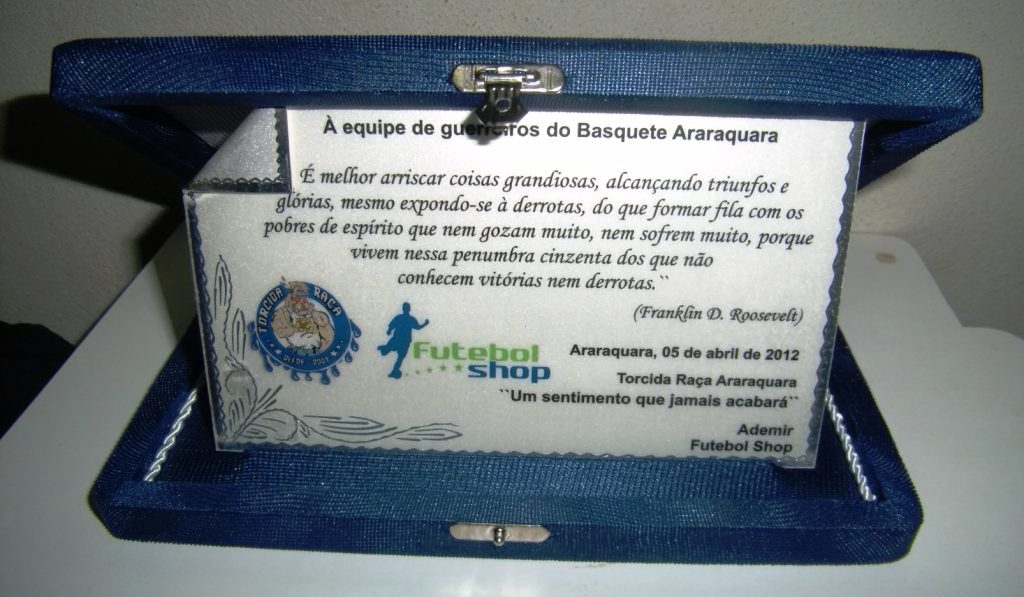 À equipe de guerreiros do Basquete Araraquara
É melhor arriscar coisas grandiosas, alcançando triunfos e
glórias, mesmo expondo-se à derrotas, do que formar fila com os
pobres de espírito que nem gozam muito, nem sofrem muito, porque
vivem nessa penumbra cinzenta dos que não
conhecem vitórias nem derrotas.``
(Franklin D. Roosevelt)
TORCIDA RAÇA
DESDE 2001
Futebol
shop
Araraquara, 05 de abril de 2012
Torcida Raça Araraquara
``Um sentimento que jamais acabará``
Ademir
Futebol Shop